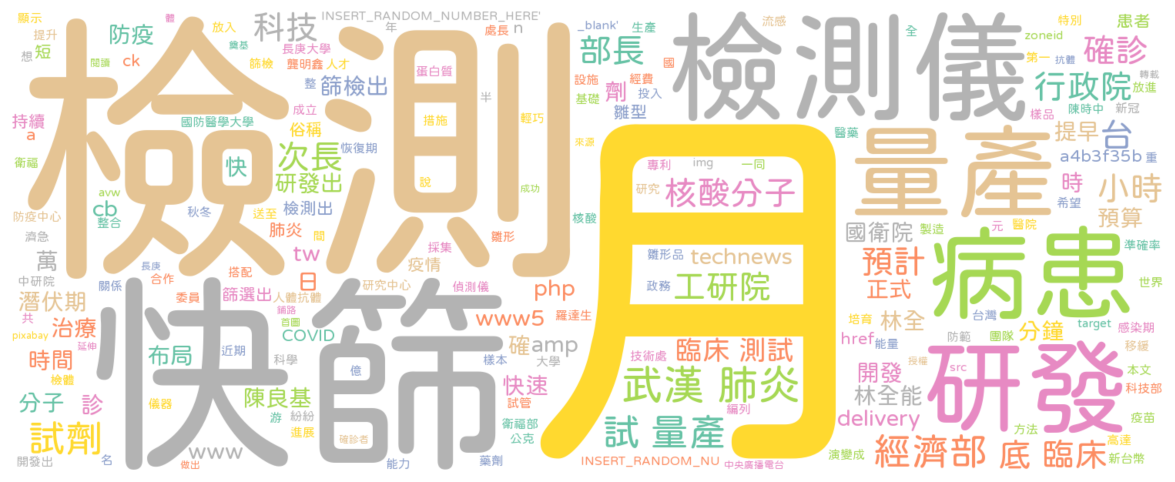 檢測
月
快篩
檢測儀
量產
病患
研發
科技
INSERT_RANDOM_NUMBER_HERE'
防疫
顯示
提升
短
想
體
放入
奠基
閱讀
篩檢
長庚大學
龔明鑫
人才
成立
整
篩檢出
年
處長
n
蛋白質
半
措施
輕巧
說
_blank'
生產
部長
設施
經費
國
劑
基礎
投入
雛型
流感
全
特別
患者
zoneid
確診
第一
抗體
轉載
行政院
放進
陳時中
新冠
樣品
醫藥
提早
台
a4b3f35b
重
時
希望
小時
預算
ck
持續
a
國防醫學大學
俗稱
恢復期
衛福
快
次長
研發出
avw
cb
整合
秋冬
檢測出
送至
肺炎
間
防疫中心
濟急
萬
中研院
長庚
關係
合作
tw
日
搭配
疫情
採集
雛形
成功
來源
核酸
專利
img
一同
核酸分子
研究
雛形品
technews
政務
工研院
國衛院
製造
元
醫院
準確率
預計
正式
世界
潛伏期
委員
篩選出
人體抗體
鋪路
首圖
研究中心
偵測儀
php
共
pixabay
治療
延伸
COVID
www5
羅達生
布局
近期
科學
億
樣本
確
amp
大學
時間
檢體
分子
診
儀器
陳良基
游
紛紛
進展
快速
試管
衛福部
公克
試劑
www
確診者
開發出
名
做出
能力
藥劑
技術處
臨床 測試
武漢 肺炎
編列
試 量產
INSERT_RANDOM_NU
中央廣播電台
培育
林全
台灣
分鐘
target
感染期
href
能量
防範
團隊
移緩
開發
授權
src
本文
林全能
科技部
delivery
方法
疫苗
高達
演變成
經濟部
底 臨床
新台幣